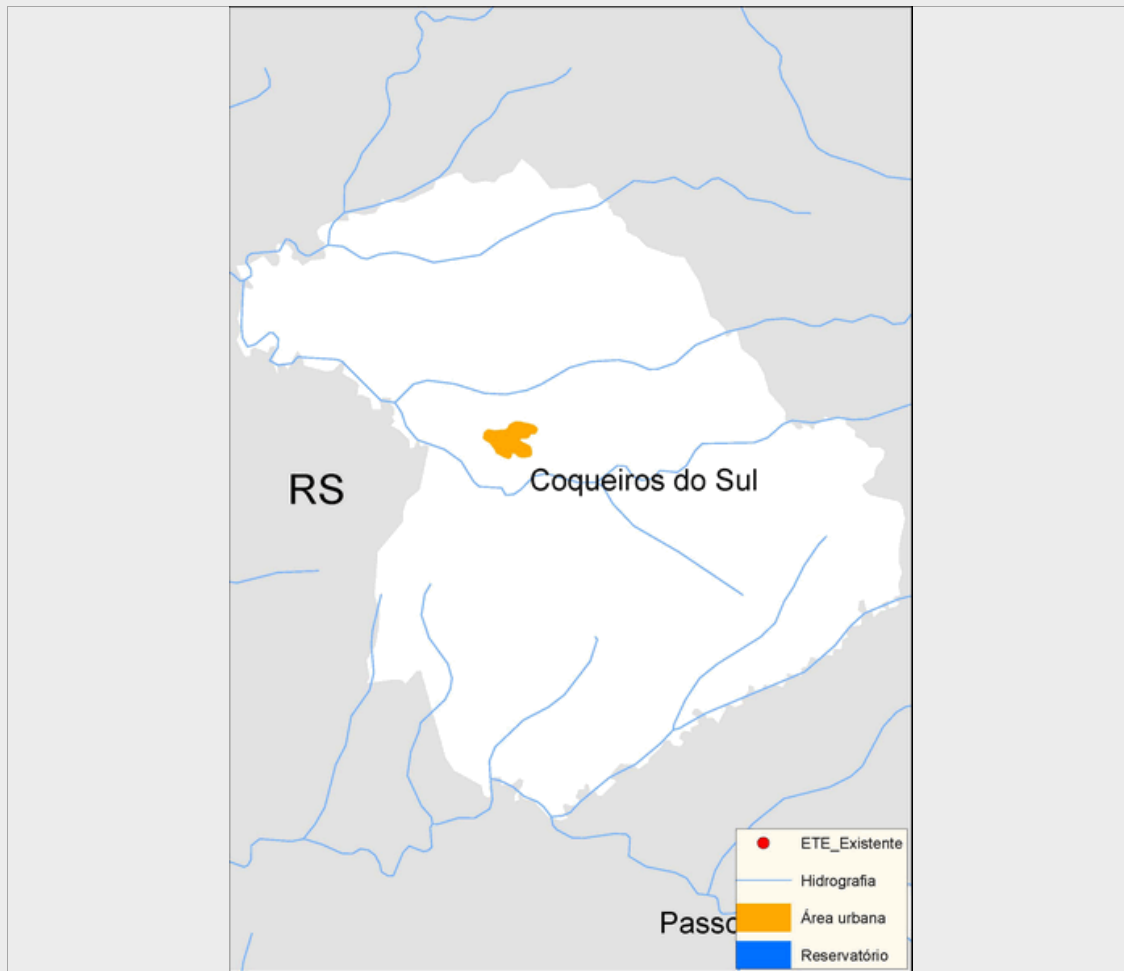 RS
Coqueiros do Sul
Passo
ETE_Existente
Hidrografia
Área urbana
Reservatório